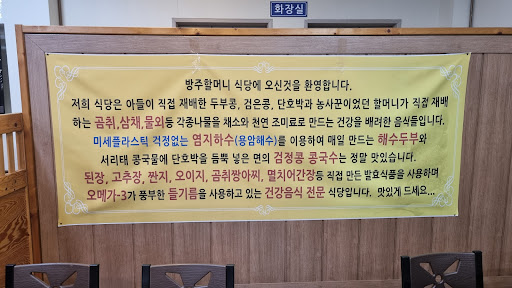 화장실
방주할머니 식당에 오신것을 환영합니다.
저희 식당은 아들이 직접 재배한 두부콩, 검은콩, 단호박과 농사꾼이었던 할머니가 직접 재배
하는 곰취,삼채,물외등 각종나물을 채소와 천연 조미료로 만드는 건강을 배려한 음식들입니다.
미세플라스틱 걱정없는 염지하수(용암해수)를 이용하여 매일 만드는 해수두부와
서리태 콩국물에 단호박을 듬뿍 넣은 면의 검정콩 콩국수는 정말 맛있습니다.
된장, 고추장, 짠지, 오이지, 곰취짱아찌, 멸치어간장등 직접 만든 발효식품을 사용하며
오메가-3가 풍부한 들기름을 사용하고 있는 건강음식 전문 식당입니다. 맛있게 드세요...